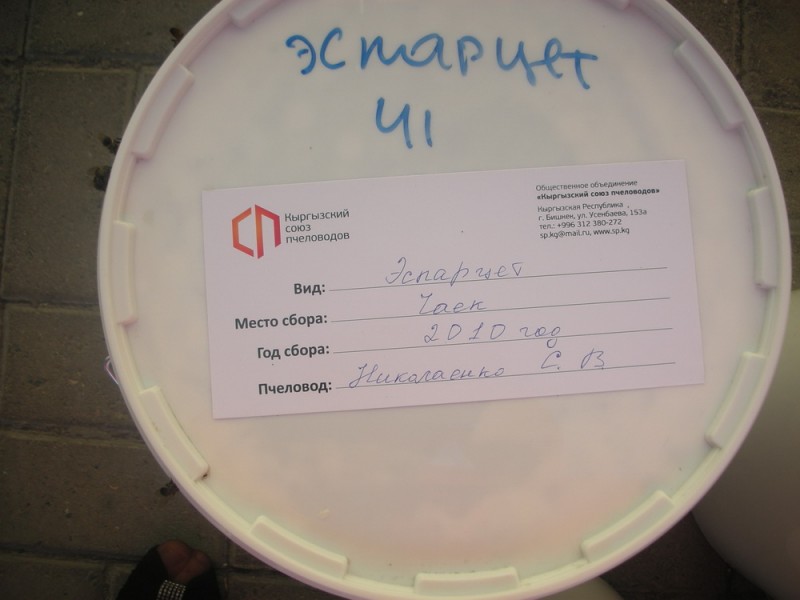 эспарцет
41
СП
Кыргызский
союз
пчеловодов
Общественное объединение
«Кыргызский союз пчеловодов»
Кыргызская Республика ,
г. Бишкек, ул. Усенбаева, 153а
тел.: +996 312 380-272
sp.kg@mail.ru, www.sp.kg
Вид: Эспарцет
Место сбора: Чаек
Год сбора: 2010 год
Пчеловод: Николаенко С. В